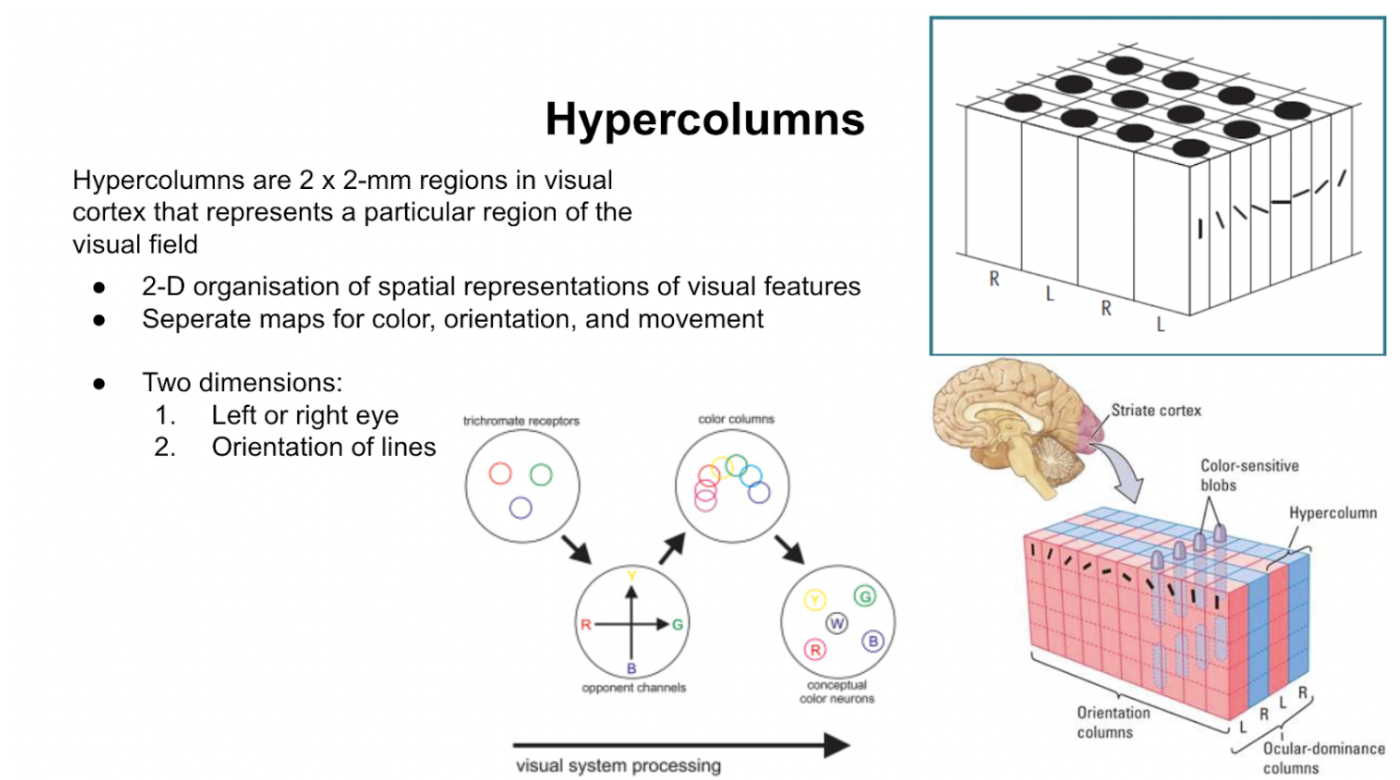 Hypercolumns
Hypercolumns are 2 x 2-mm regions in visual
cortex that represents a particular region of the
visual field
● 2-D organisation of spatial representations of visual features
● Seperate maps for color, orientation, and movement
● Two dimensions:
1. Left or right eye
2. Orientation of lines
trichromate receptors
color columns
Y
R
G
B
opponent channels
Y
G
W
R
B
conceptual
color neurons
visual system processing
R
L
R
L
Striate cortex
Color-sensitive
blobs
Hypercolumn
Orientation
columns
L
R
L
R
Ocular-dominance
columns